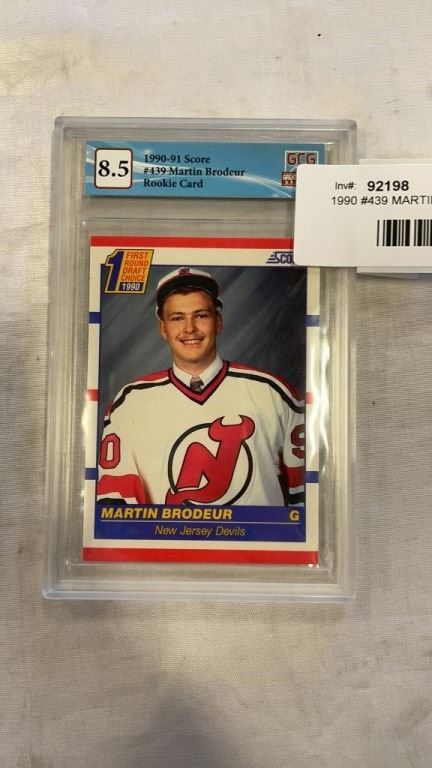 8.5
1990-91 Score
#439 Martin Brodeur
Rookie Card
GCG
Inv#: 92198
1990 #439 MARTI
1
FIRST
ROUND
DRAFT
CHOICE
1990
SCO
N
90
MARTIN BRODEUR G
New Jersey Devils